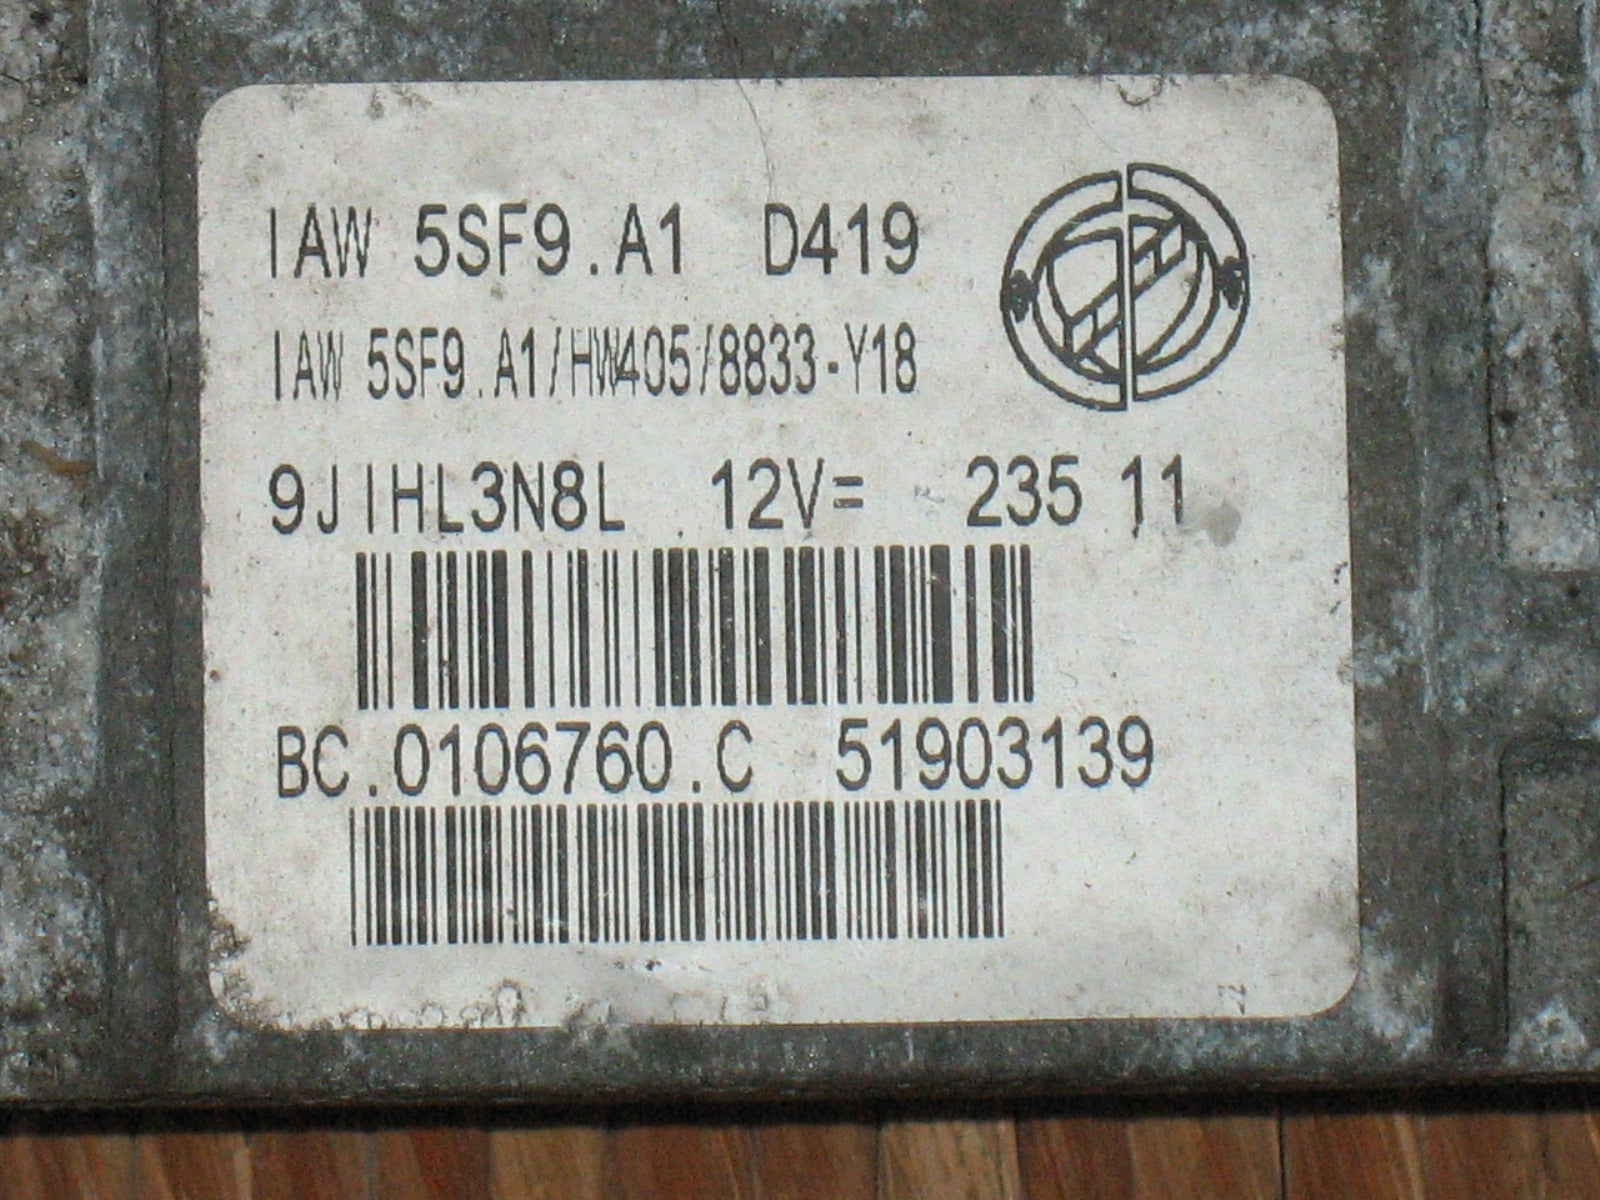 IAW 5SF9.A1 D419
IAW 5SF9.A1/HW405/8833-Y18
9JIHL3N8L 12V= 235 11
BC.0106760.C 51903139